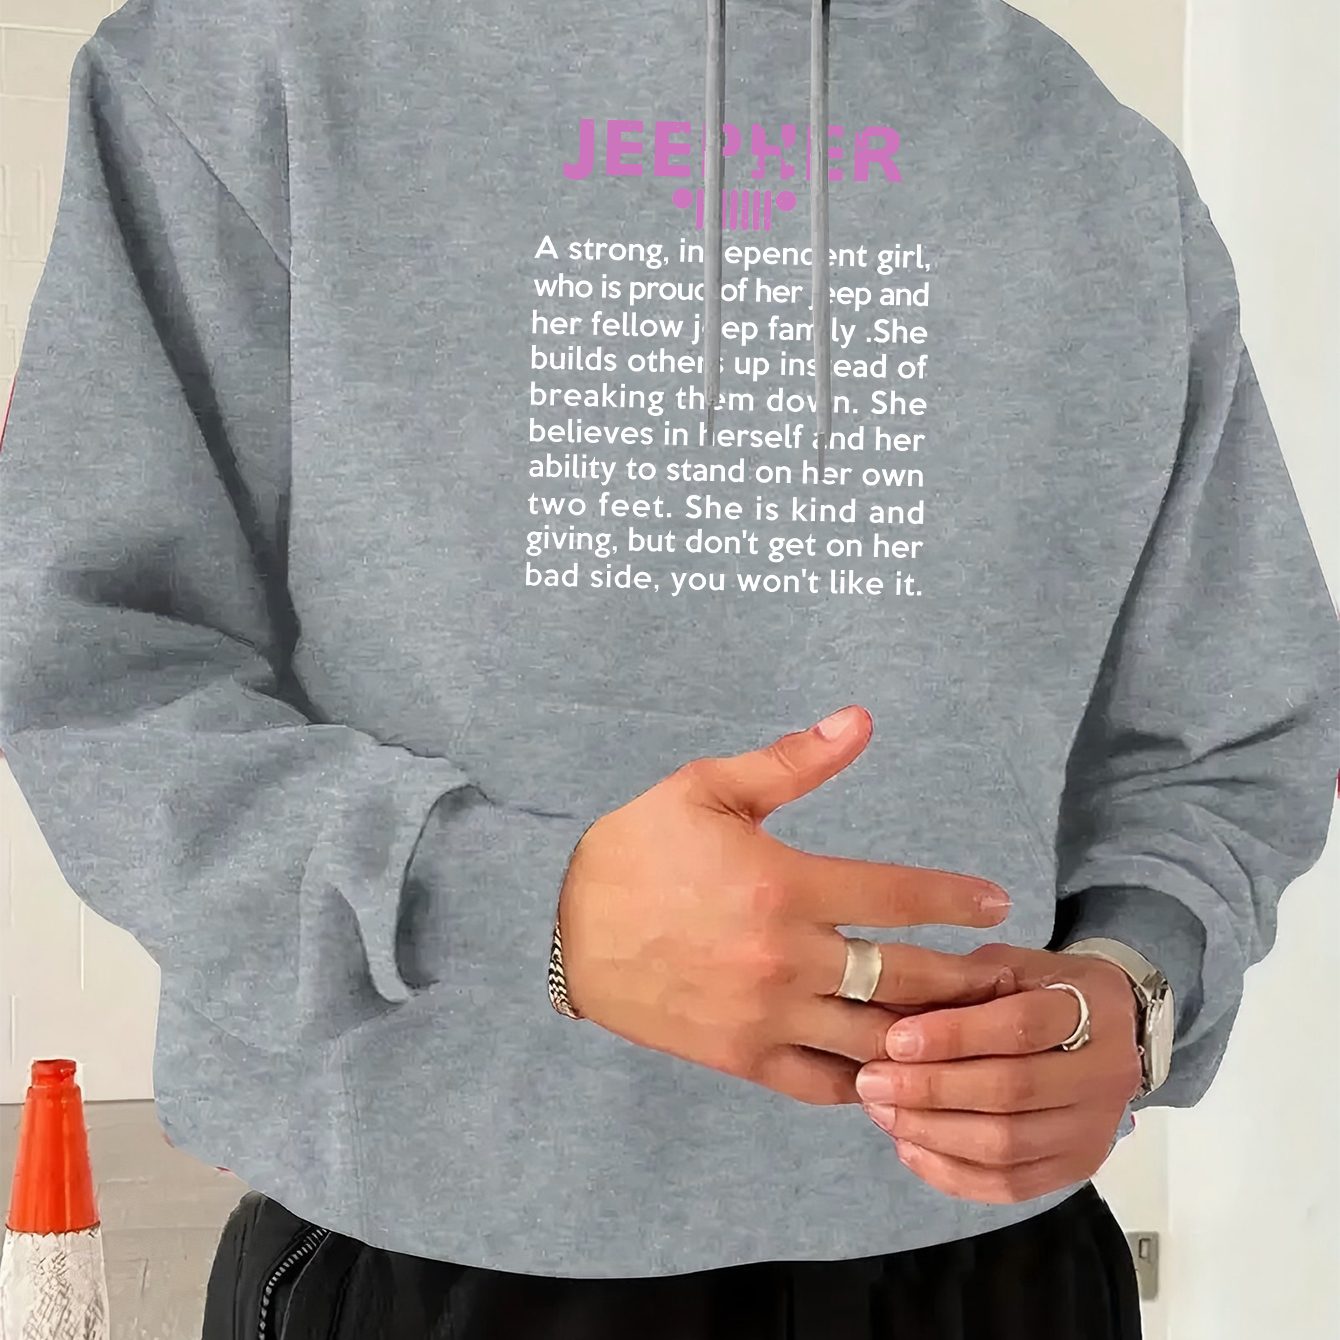 JEEPHER
A strong, independent girl,
who is proud of her jeep and
her fellow jeep family .She
builds others up instead of
breaking them down. She
believes in herself and her
ability to stand on her own
two feet. She is kind and
giving, but don't get on her
bad side, you won't like it.